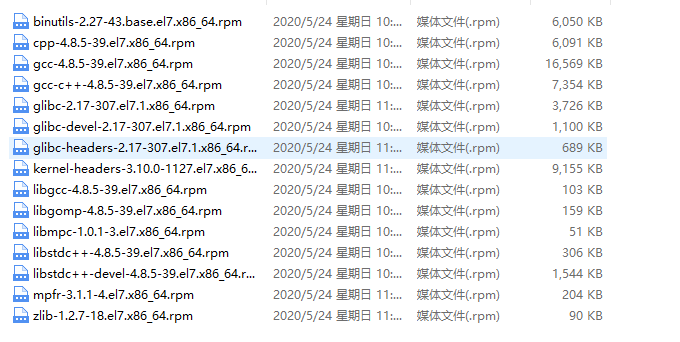 binutils-2.27-43.base.el7.x86_64.rpm 2020/5/24 星期日 10:... 媒体文件(.rpm) 6,050 KB
cpp-4.8.5-39.el7.x86_64.rpm 2020/5/24 星期日 10:... 媒体文件(.rpm) 6,091 KB
gcc-4.8.5-39.el7.x86_64.rpm 2020/5/24 星期日 10:... 媒体文件(.rpm) 16,569 KB
gcc-c++-4.8.5-39.el7.x86_64.rpm 2020/5/24 星期日 10:... 媒体文件(.rpm) 7,354 KB
glibc-2.17-307.el7.1.x86_64.rpm 2020/5/24 星期日 11:... 媒体文件(.rpm) 3,726 KB
glibc-devel-2.17-307.el7.1.x86_64.rpm 2020/5/24 星期日 10:... 媒体文件(.rpm) 1,100 KB
glibc-headers-2.17-307.el7.1.x86_64.r... 2020/5/24 星期日 11:... 媒体文件(.rpm) 689 KB
kernel-headers-3.10.0-1127.el7.x86_6... 2020/5/24 星期日 11:... 媒体文件(.rpm) 9,155 KB
libgcc-4.8.5-39.el7.x86_64.rpm 2020/5/24 星期日 10:... 媒体文件(.rpm) 103 KB
libgomp-4.8.5-39.el7.x86_64.rpm 2020/5/24 星期日 10:... 媒体文件(.rpm) 159 KB
libmpc-1.0.1-3.el7.x86_64.rpm 2020/5/24 星期日 10:... 媒体文件(.rpm) 51 KB
libstdc++-4.8.5-39.el7.x86_64.rpm 2020/5/24 星期日 10:... 媒体文件(.rpm) 306 KB
libstdc++-devel-4.8.5-39.el7.x86_64.r... 2020/5/24 星期日 10:... 媒体文件(.rpm) 1,544 KB
mpfr-3.1.1-4.el7.x86_64.rpm 2020/5/24 星期日 11:... 媒体文件(.rpm) 204 KB
zlib-1.2.7-18.el7.x86_64.rpm 2020/5/24 星期日 10:... 媒体文件(.rpm) 90 KB